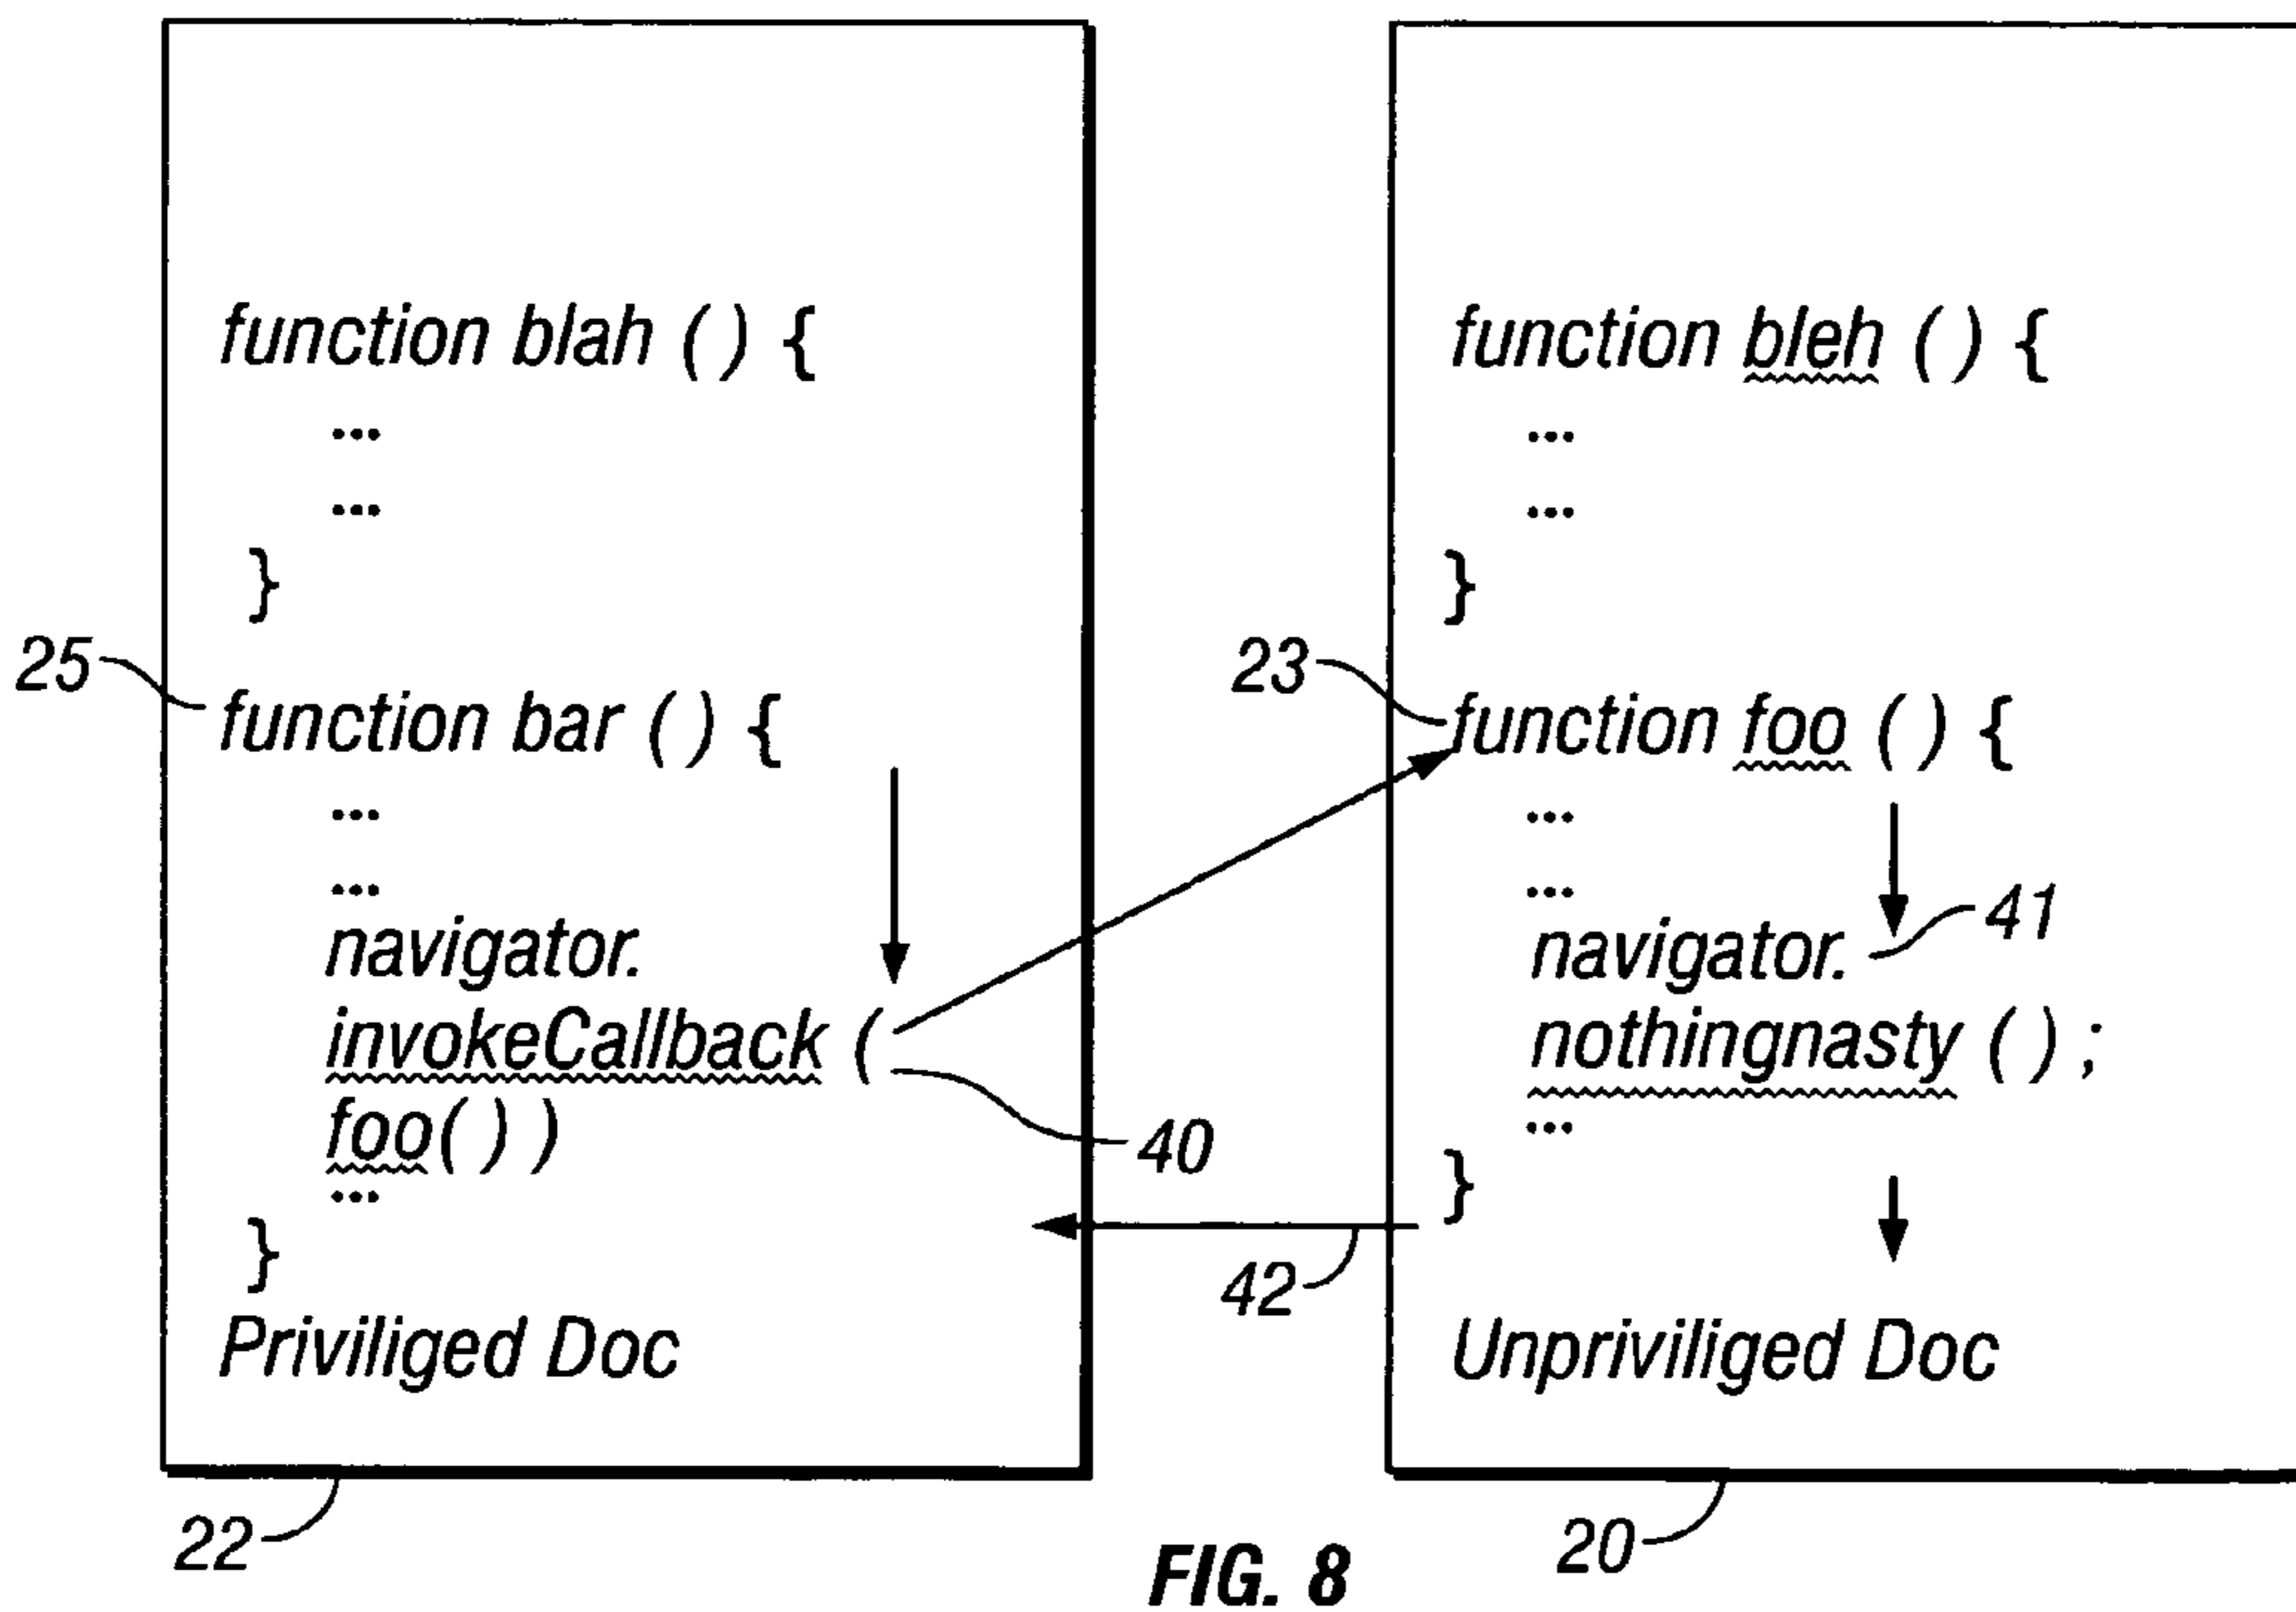 function blah ( ) {
...
...
}
25
function bar ( ) {
...
...
navigator.
invokeCallback (
foo( ) )
...
}
Priviliged Doc
22
40
42
function bleh ( ) {
...
...
}
23
function foo ( ) {
...
...
navigator.
41
nothingnasty ( ) ;
...
}
Unpriviliged Doc
20
FIG. 8